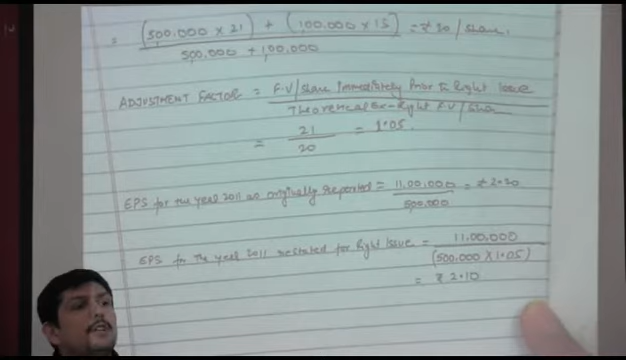 (500,000 × 21) + (100,000 × 15)
= ――――――――― = ₹ 20 / share.
500,000 + 100,000
ADJUSTMENT FACTOR = F.V/Share Immediately Prior to Right Issue
Theoretical Ex-Right F.V/Share
= 21 = 1.05.
20
EPS for the year 2011 as originally reported = 11,00,000 = ₹ 2.20
500,000
EPS for the year 2011 restated for Right Issue = 11,00,000
(500,000 × 1.05)
= ₹ 2.10